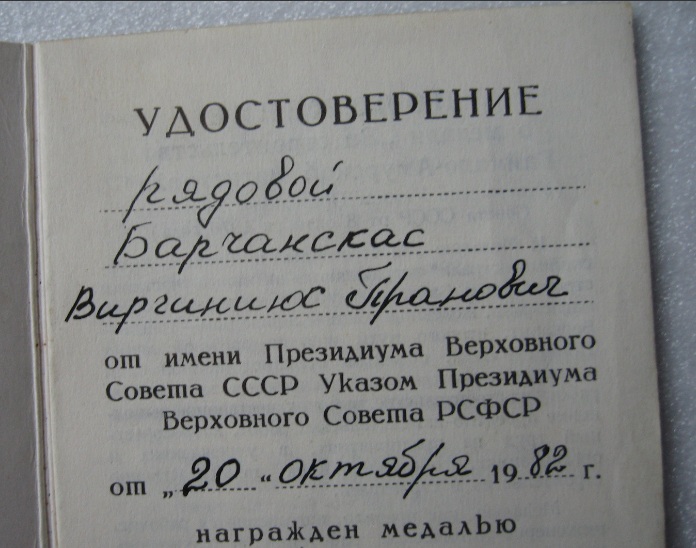 УДОСТОВЕРЕНИЕ
рядовой
Барчанскас
Виргиниюс Пранович
от имени Президиума Верховного
Совета СССР Указом Президиума
Верховного Совета РСФСР
от „20“ октября 1982 г.
награжден медалью